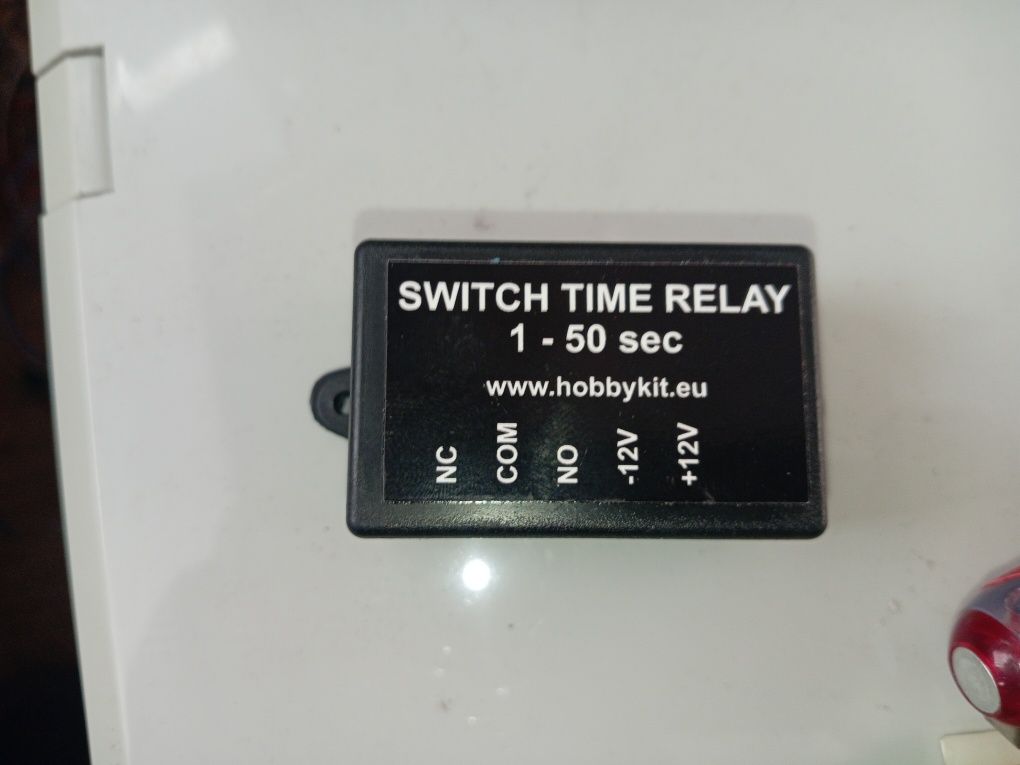 SWITCH TIME RELAY
1 - 50 sec
www.hobbykit.eu
NC
COM
NO
-12V
+12V